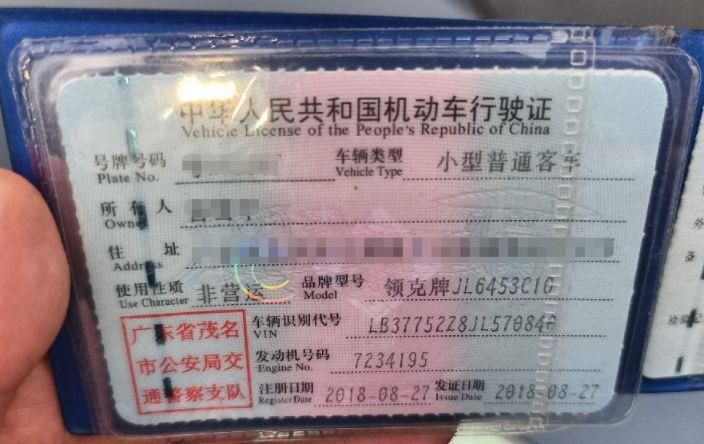 中华人民共和国机动车行驶证
Vehicle License of the People's Republic of China
号牌号码 车辆类型 小型普通客车
Plate No. Vehicle Type
所有人
Owner
住址
Address
使用性质 非营运 品牌型号 领克牌JL6453C1G
Use Character Model
广东省茂名 车辆识别代号 LB37752Z8JL570846
市公安局交 VIN
通警察支队 发动机号码 7234195
Engine No.
注册日期 2018-08-27 发证日期 2018-08-27
Register Date Issue Date
外
备
检验